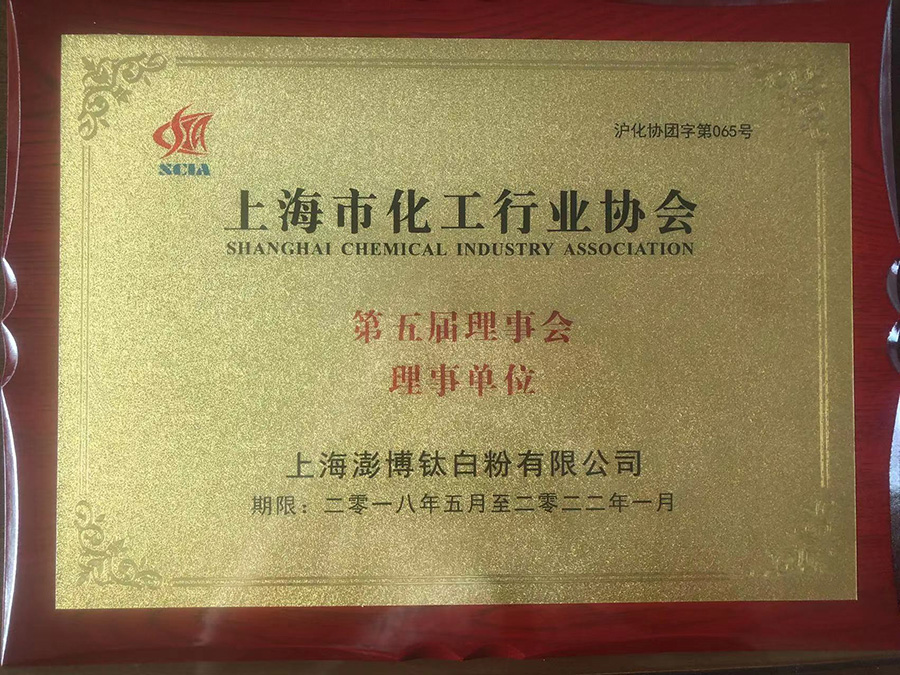 沪化协团字第065号
SCIA
上海市化工行业协会
SHANGHAI CHEMICAL INDUSTRY ASSOCIATION
第五届理事会
理事单位
上海澎博钛白粉有限公司
期限：二零一八年五月至二零二二年一月